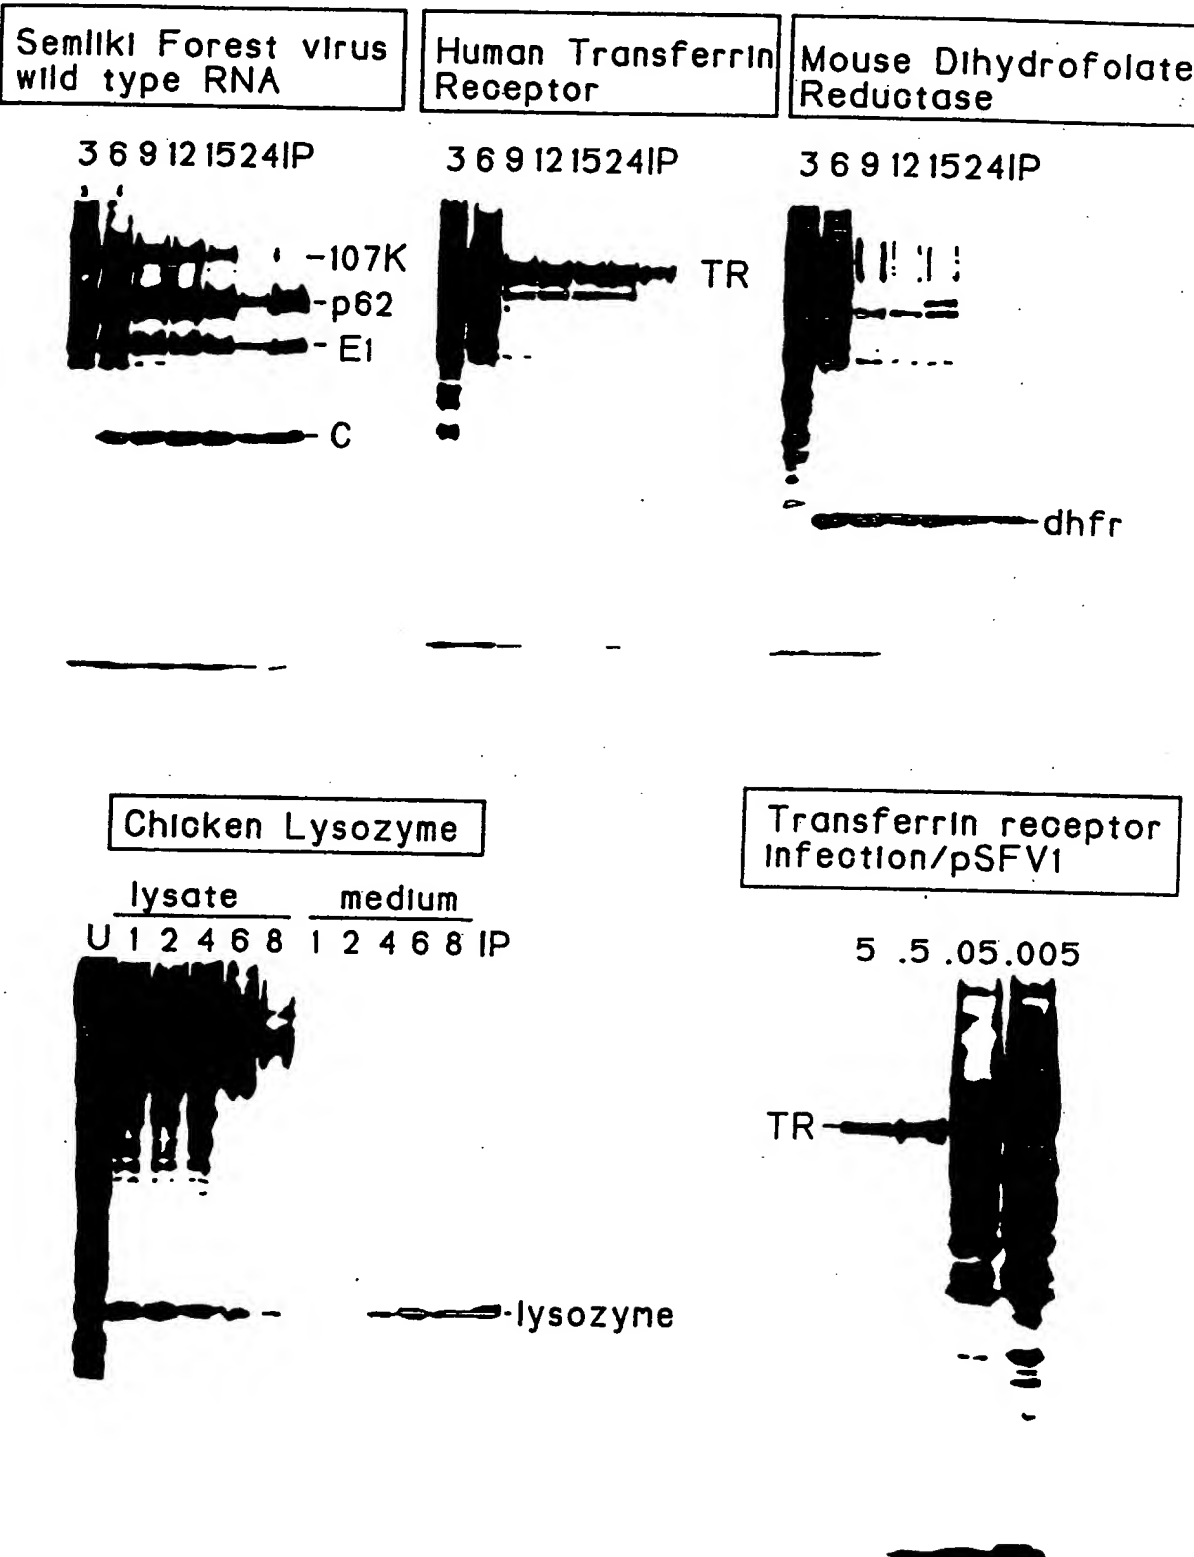 Semliki Forest virus
wild type RNA
Human Transferrin
Receptor
Mouse Dihydrofolate
Reductase
3 6 9 12 15 24 IP
3 6 9 12 15 24 IP
3 6 9 12 15 24 IP
-107K
-p62
-E1
-C
TR
-dhfr
Chicken Lysozyme
lysate medium
U 1 2 4 6 8 1 2 4 6 8 IP
-lysozyme
Transferrin receptor
infection/pSFV1
5 .5 .05 .005
TR-